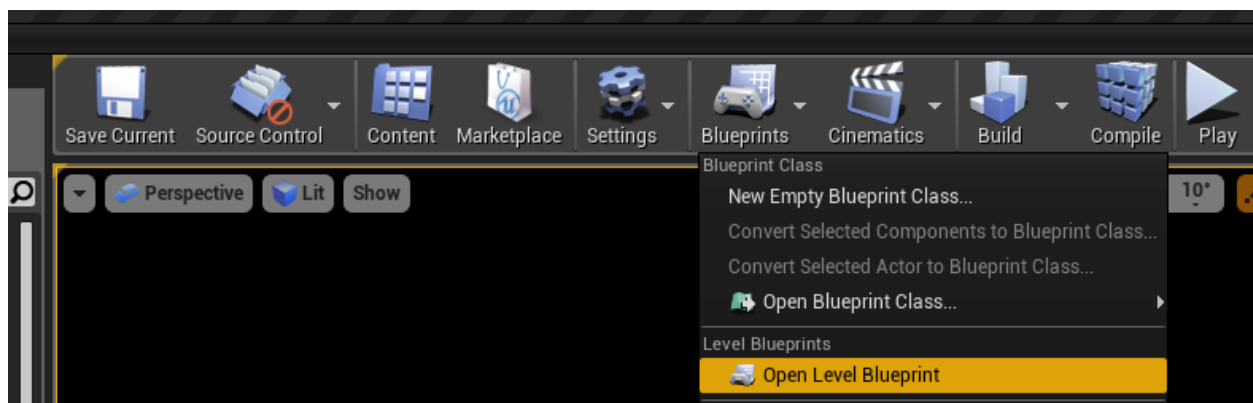 Save Current Source Control Content Marketplace Settings Blueprints Cinematics Build Compile Play
Perspective Lit Show 10°
Blueprint Class
New Empty Blueprint Class...
Convert Selected Components to Blueprint Class...
Convert Selected Actor to Blueprint Class...
Open Blueprint Class...
Level Blueprints
Open Level Blueprint